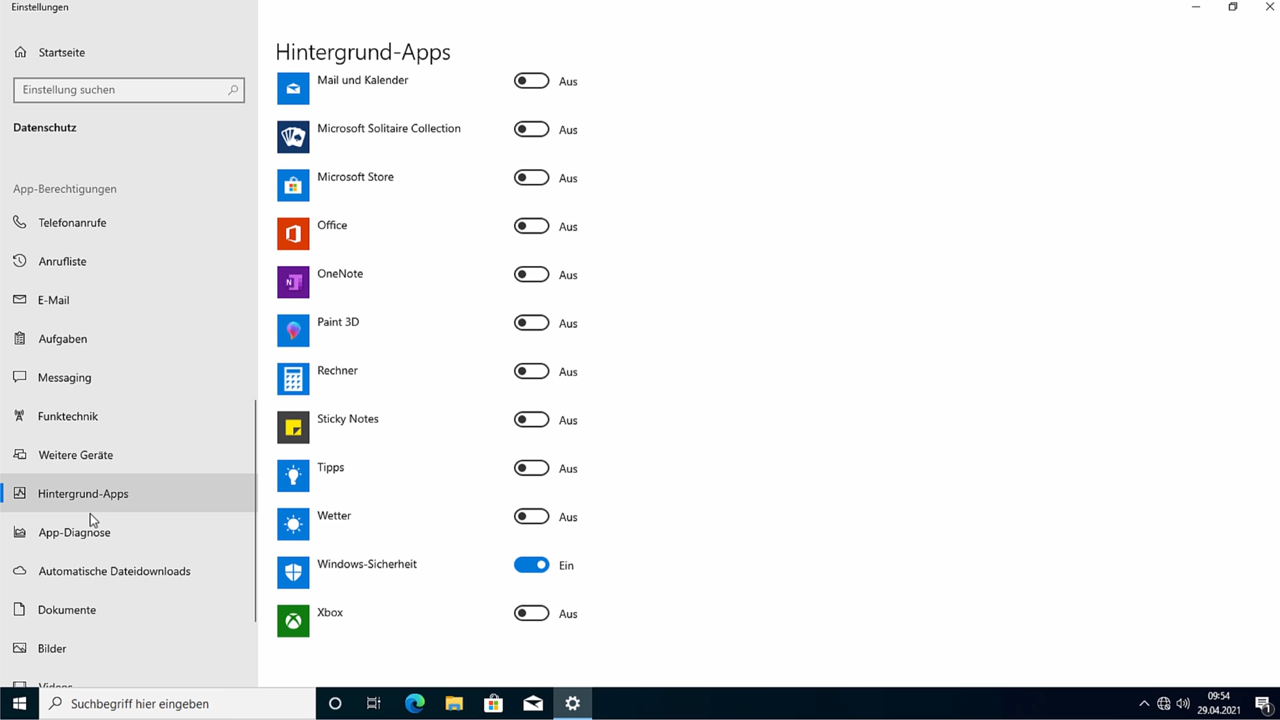 Einstellungen
Startseite
Einstellung suchen
Datenschutz
App-Berechtigungen
Telefonanrufe
Anrufliste
E-Mail
Aufgaben
Messaging
Funktechnik
Weitere Geräte
Hintergrund-Apps
App-Diagnose
Automatische Dateidownloads
Dokumente
Bilder
Videos
Hintergrund-Apps
Mail und Kalender Aus
Microsoft Solitaire Collection Aus
Microsoft Store Aus
Office Aus
N OneNote Aus
Paint 3D Aus
Rechner Aus
Sticky Notes Aus
Tipps Aus
Wetter Aus
Windows-Sicherheit Ein
Xbox Aus
Suchbegriff hier eingeben
09:54
29.04.2021
1